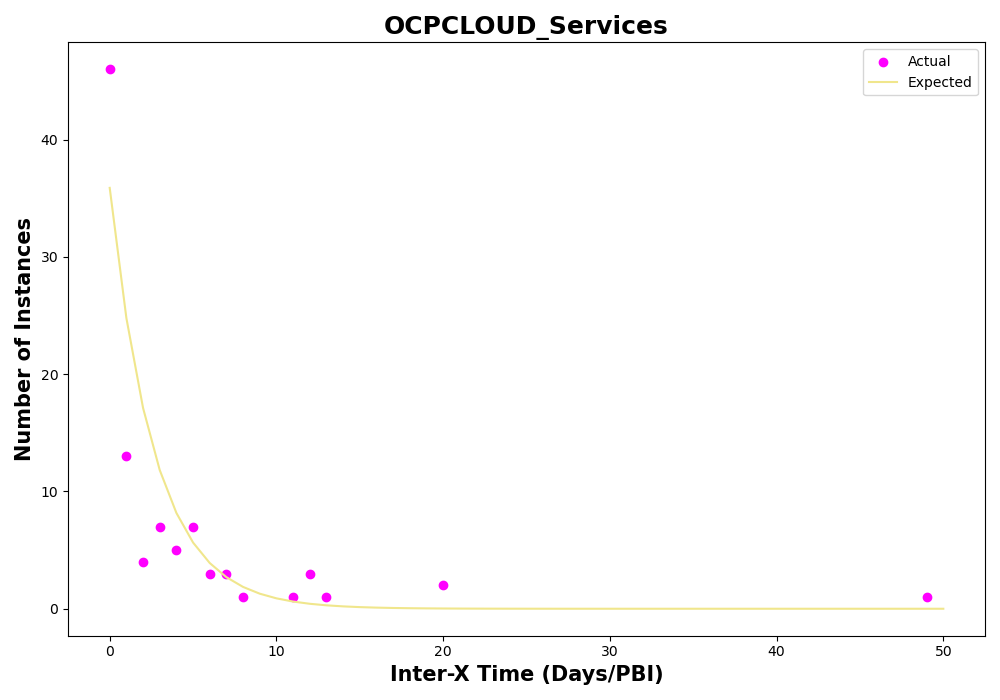 OCPCLOUD_Services
Actual
Expected
Number of Instances
40
30
20
10
0
0
10
20
30
40
50
Inter-X Time (Days/PBI)